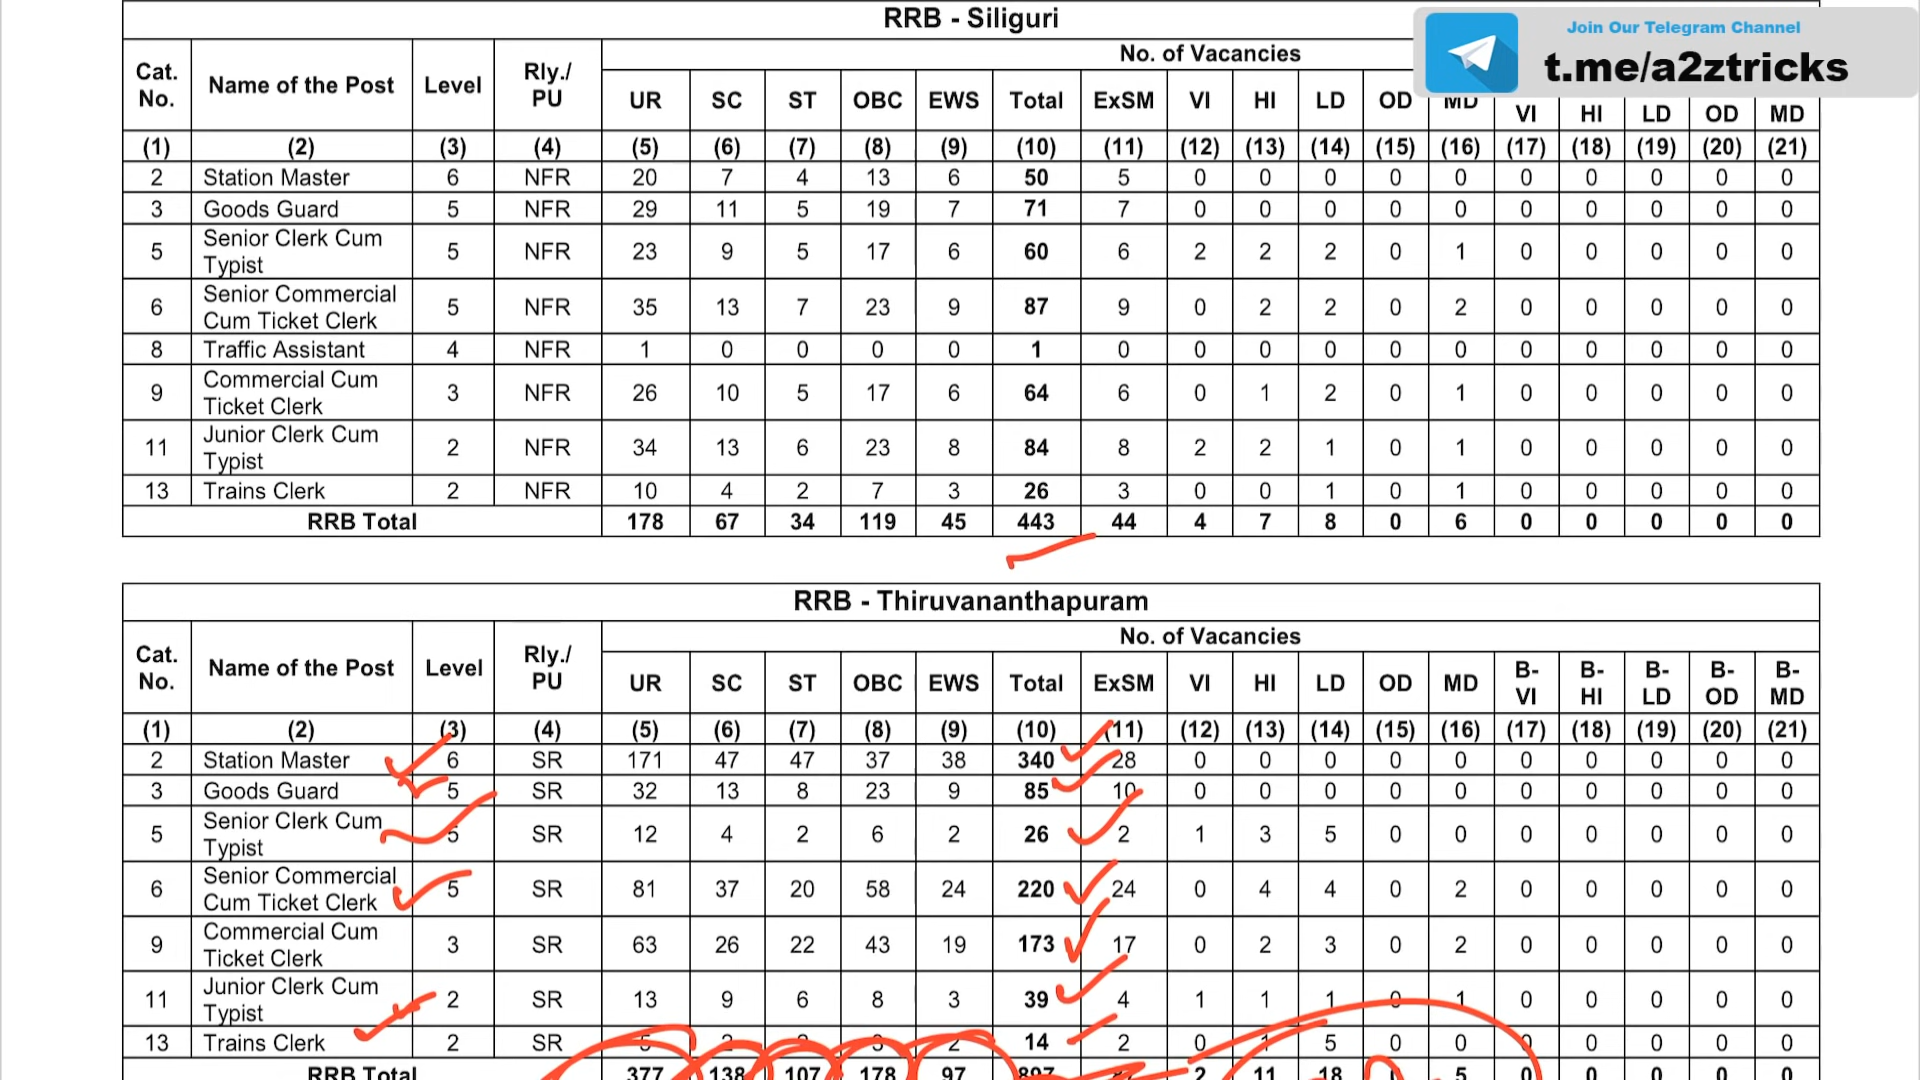 RRB - Siliguri
Join Our Telegram Channel
t.me/a2ztricks
No. of Vacancies
Cat. No. Name of the Post Level Rly./ PU UR SC ST OBC EWS Total ExSM VI HI LD OD MD VI HI LD OD MD
(1) (2) (3) (4) (5) (6) (7) (8) (9) (10) (11) (12) (13) (14) (15) (16) (17) (18) (19) (20) (21)
2 Station Master 6 NFR 20 7 4 13 6 50 5 0 0 0 0 0 0 0 0 0 0
3 Goods Guard 5 NFR 29 11 5 19 7 71 7 0 0 0 0 0 0 0 0 0 0
5 Senior Clerk Cum Typist 5 NFR 23 9 5 17 6 60 6 2 2 2 0 1 0 0 0 0 0
6 Senior Commercial Cum Ticket Clerk 5 NFR 35 13 7 23 9 87 9 0 2 2 0 2 0 0 0 0 0
8 Traffic Assistant 4 NFR 1 0 0 0 0 1 0 0 0 0 0 0 0 0 0 0 0
9 Commercial Cum Ticket Clerk 3 NFR 26 10 5 17 6 64 6 0 1 2 0 1 0 0 0 0 0
11 Junior Clerk Cum Typist 2 NFR 34 13 6 23 8 84 8 2 2 1 0 1 0 0 0 0 0
13 Trains Clerk 2 NFR 10 4 2 7 3 26 3 0 0 1 0 1 0 0 0 0 0
RRB Total 178 67 34 119 45 443 44 4 7 8 0 6 0 0 0 0 0
RRB - Thiruvananthapuram
No. of Vacancies
Cat. No. Name of the Post Level Rly./ PU UR SC ST OBC EWS Total ExSM VI HI LD OD MD B-VI B-HI B-LD B-OD B-MD
(1) (2) (3) (4) (5) (6) (7) (8) (9) (10) (11) (12) (13) (14) (15) (16) (17) (18) (19) (20) (21)
2 Station Master 6 SR 171 47 47 37 38 340 28 0 0 0 0 0 0 0 0 0 0
3 Goods Guard 5 SR 32 13 8 23 9 85 10 0 0 0 0 0 0 0 0 0 0
5 Senior Clerk Cum Typist 5 SR 12 4 2 6 2 26 2 1 3 5 0 0 0 0 0 0 0
6 Senior Commercial Cum Ticket Clerk 5 SR 81 37 20 58 24 220 24 0 4 4 0 2 0 0 0 0 0
9 Commercial Cum Ticket Clerk 3 SR 63 26 22 43 19 173 17 0 2 3 0 2 0 0 0 0 0
11 Junior Clerk Cum Typist 2 SR 13 9 6 8 3 39 4 1 1 1 0 1 0 0 0 0 0
13 Trains Clerk 2 SR 5 2 2 3 2 14 2 0 1 5 0 0 0 0 0 0 0
RRB Total 377 138 107 178 97 897 2 11 18 5 0 0 0 0 0